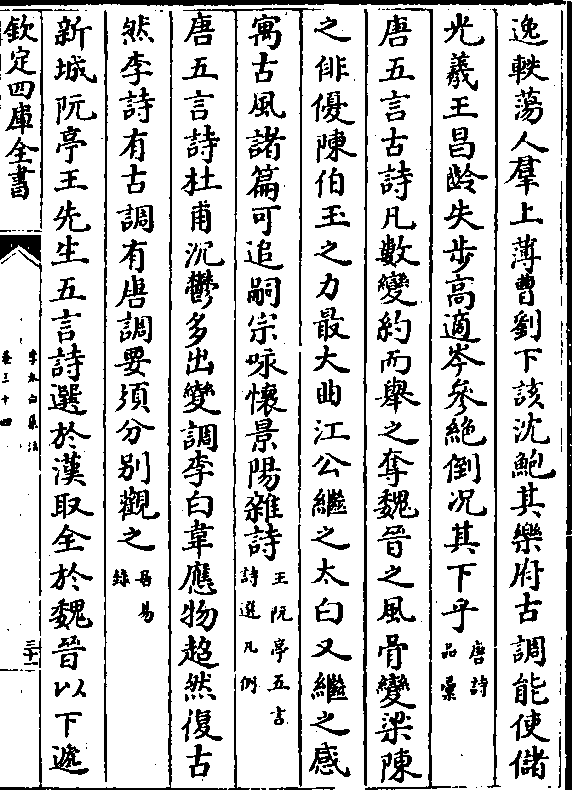 逸軼蕩人羣上薄曹劉下該沈鮑其樂府古調能使儲
光羲王昌齡失步高適岑參絶倒況其下乎唐詩品彚
唐五言古詩凡數變約而舉之奪魏晉之風骨變梁陳
之俳優陳伯玉之力最大曲江公繼之太白又繼之感
寓古風諸篇可追嗣宗咏懷景陽雜詩王阮亭五言詩選凡例
唐五言詩杜甫沉鬱多出變調李白韋應物超然復古
然李詩有古調有唐調要須分别觀之居易錄
新城阮亭王先生五言詩選於漢取全於魏晉以下遞
欽定四庫全書
李太白集注
卷三十四
三十二